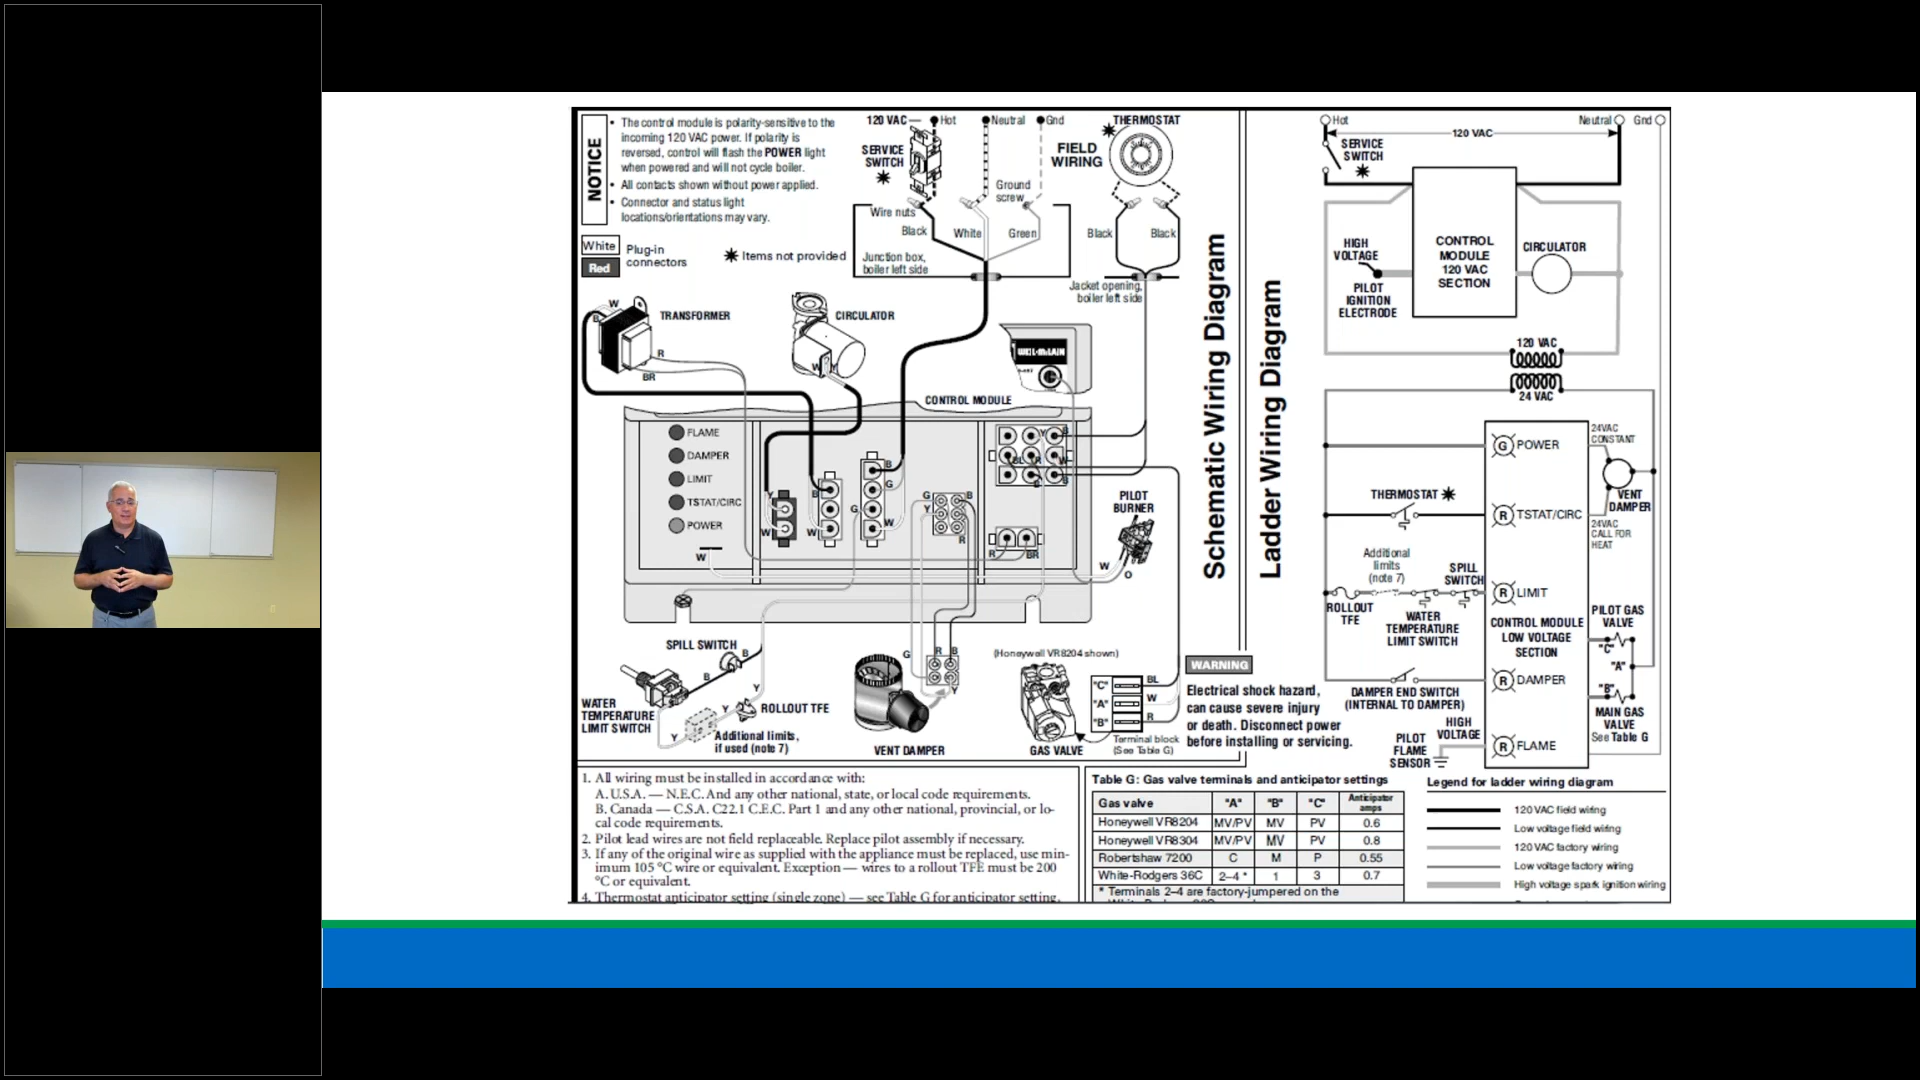 NOTICE
• The control module is polarity-sensitive to the
incoming 120 VAC power. If polarity is
reversed, control will flash the POWER light
when powered and will not cycle boiler.
• All contacts shown without power applied.
• Connector and status light
locations/orientations may vary.
White
Red
Plug-in
connectors
Items not provided
120 VAC
Hot
Neutral
Gnd
SERVICE
SWITCH
FIELD
WIRING
THERMOSTAT
Ground
screw
Wire nuts
Black
White
Green
Black
Black
Junction box,
boiler left side
Jacket opening,
boiler left side
W
B
TRANSFORMER
R
BR
CIRCULATOR
W
WEIL-McLAIN
CONTROL MODULE
FLAME
DAMPER
LIMIT
TSTAT/CIRC
POWER
W
Y
W
B
W
B
G
G
W
G
B
Y
R
Y
B
BL
R
W
B
R
BR
PILOT
BURNER
W
O
SPILL SWITCH
B
B
WATER
TEMPERATURE
LIMIT SWITCH
Y
Y
Y
ROLLOUT TFE
Additional limits,
if used (note 7)
G
R
B
Y
VENT DAMPER
(Honeywell VR8204 shown)
GAS VALVE
"C"
"A"
"B"
BL
W
R
Terminal block
(See Table G)
WARNING
Electrical shock hazard,
can cause severe injury
or death. Disconnect power
before installing or servicing.
Schematic Wiring Diagram
Ladder Wiring Diagram
Hot
Neutral
Gnd
120 VAC
SERVICE
SWITCH
HIGH
VOLTAGE
PILOT
IGNITION
ELECTRODE
CONTROL
MODULE
120 VAC
SECTION
CIRCULATOR
120 VAC
24 VAC
G
POWER
24VAC
CONSTANT
THERMOSTAT
R
TSTAT/CIRC
VENT
DAMPER
24VAC
CALL FOR
HEAT
Additional
limits
(note 7)
SPILL
SWITCH
R
LIMIT
ROLLOUT
TFE
WATER
TEMPERATURE
LIMIT SWITCH
CONTROL MODULE
LOW VOLTAGE
SECTION
PILOT GAS
VALVE
"C"
"A"
"B"
R
DAMPER
DAMPER END SWITCH
(INTERNAL TO DAMPER)
MAIN GAS
VALVE
See Table G
HIGH
VOLTAGE
PILOT
FLAME
SENSOR
R
FLAME
1. All wiring must be installed in accordance with:
A. U.S.A. — N.E.C. And any other national, state, or local code requirements.
B. Canada — C.S.A. C22.1 C.E.C. Part 1 and any other national, provincial, or lo-
cal code requirements.
2. Pilot lead wires are not field replaceable. Replace pilot assembly if necessary.
3. If any of the original wire as supplied with the appliance must be replaced, use min-
imum 105 °C wire or equivalent. Exception — wires to a rollout TFE must be 200
°C or equivalent.
4. Thermostat anticipator setting (single zone) — see Table G for anticipator setting.
Table G: Gas valve terminals and anticipator settings
Gas valve "A" "B" "C" Anticipator amps
Honeywell VR8204 MV/PV MV PV 0.6
Honeywell VR8304 MV/PV MV PV 0.8
Robertshaw 7200 C M P 0.55
White-Rodgers 36C 2–4 * 1 3 0.7
* Terminals 2–4 are factory-jumpered on the
Legend for ladder wiring diagram
120 VAC field wiring
Low voltage field wiring
120 VAC factory wiring
Low voltage factory wiring
High voltage spark ignition wiring